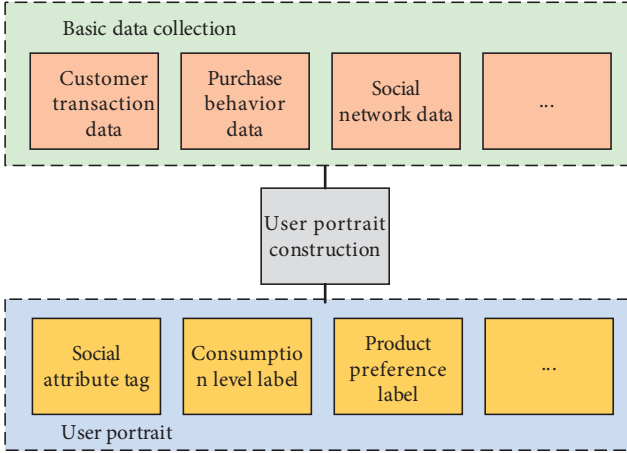 Basic data collection
Customer
transaction
data
Purchase
behavior
data
Social
network data
...
User portrait
construction
Social
attribute tag
Consumptio
n level label
Product
preference
label
...
User portrait